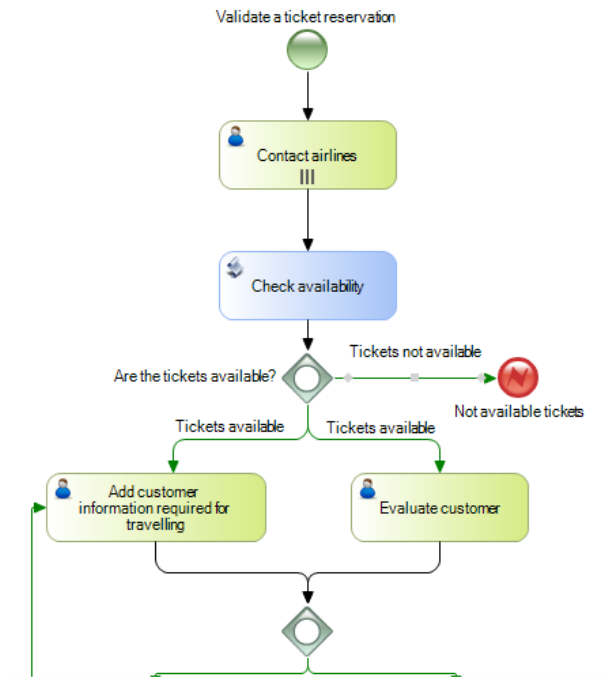 Validate a ticket reservation
Contact airlines
Check availability
Tickets not available
Are the tickets available?
Not available tickets
Tickets available
Tickets available
Add customer
information required for
travelling
Evaluate customer